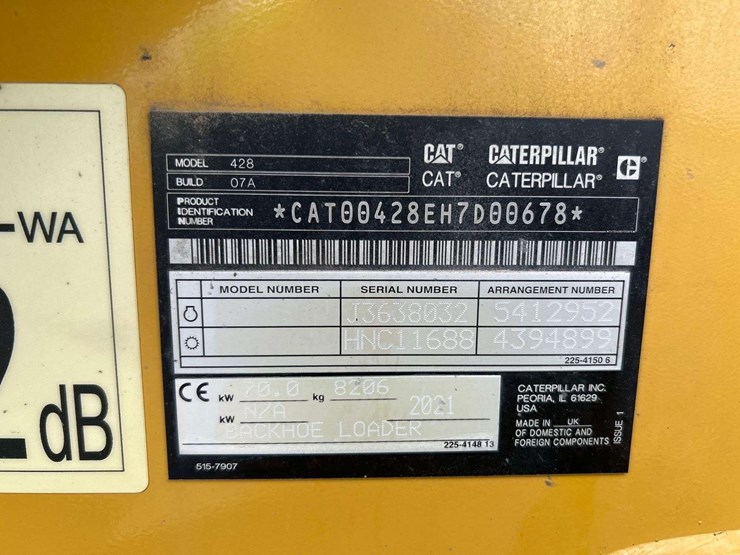 -WA
2
dB
MODEL 428
BUILD 07A
CAT® CATERPILLAR®
CAT® CATERPILLAR®
C®
PRODUCT
IDENTIFICATION
NUMBER
*CAT00428EH7D00678*
MODEL NUMBER SERIAL NUMBER ARRANGEMENT NUMBER
J3638032 5412952
HNC11688 4394899
225-4150 6
CE kW 70.0 kg 8206
kW N/A 2021
BACKHOE LOADER
225-4148 13
CATERPILLAR INC.
PEORIA, IL 61629
USA
MADE IN UK
OF DOMESTIC AND
FOREIGN COMPONENTS
ISSUE 1
515-7907